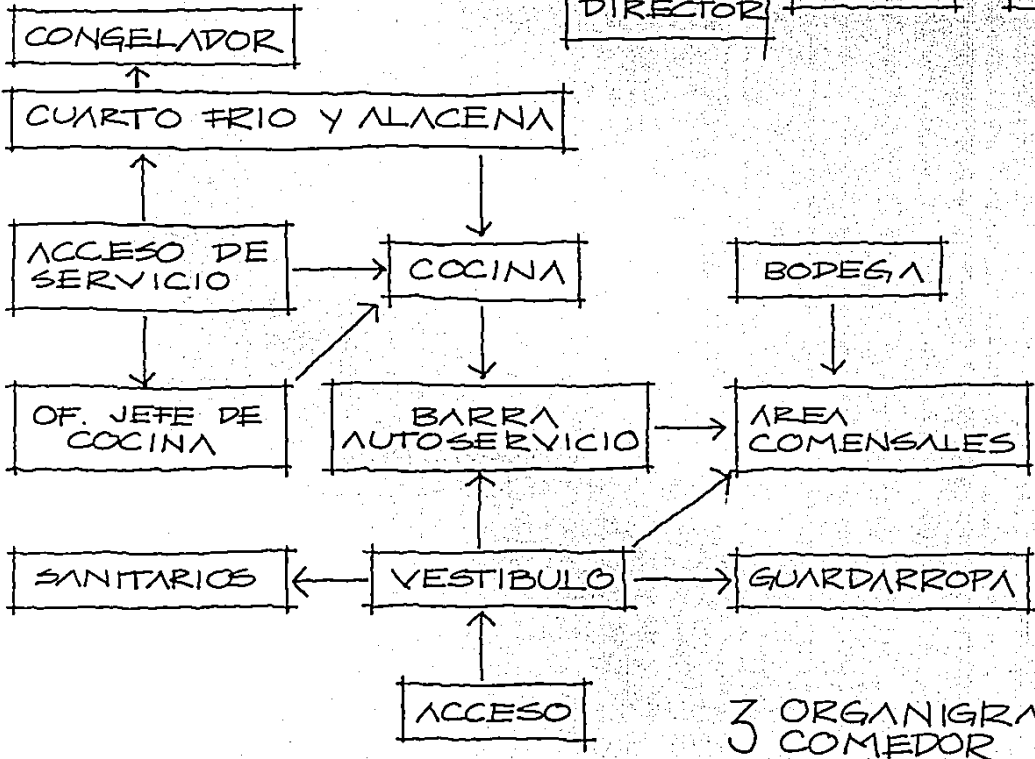 DIRECTOR
CONGELADOR
CUARTO FRIO Y ALACENA
ACCESO DE
SERVICIO
COCINA
BODEGA
OF. JEFE DE
COCINA
BARRA
AUTOSERVICIO
AREA
COMENSALES
SANITARIOS
VESTIBULO
GUARDARROPA
ACCESO
3 ORGANIGRA
COMEDOR